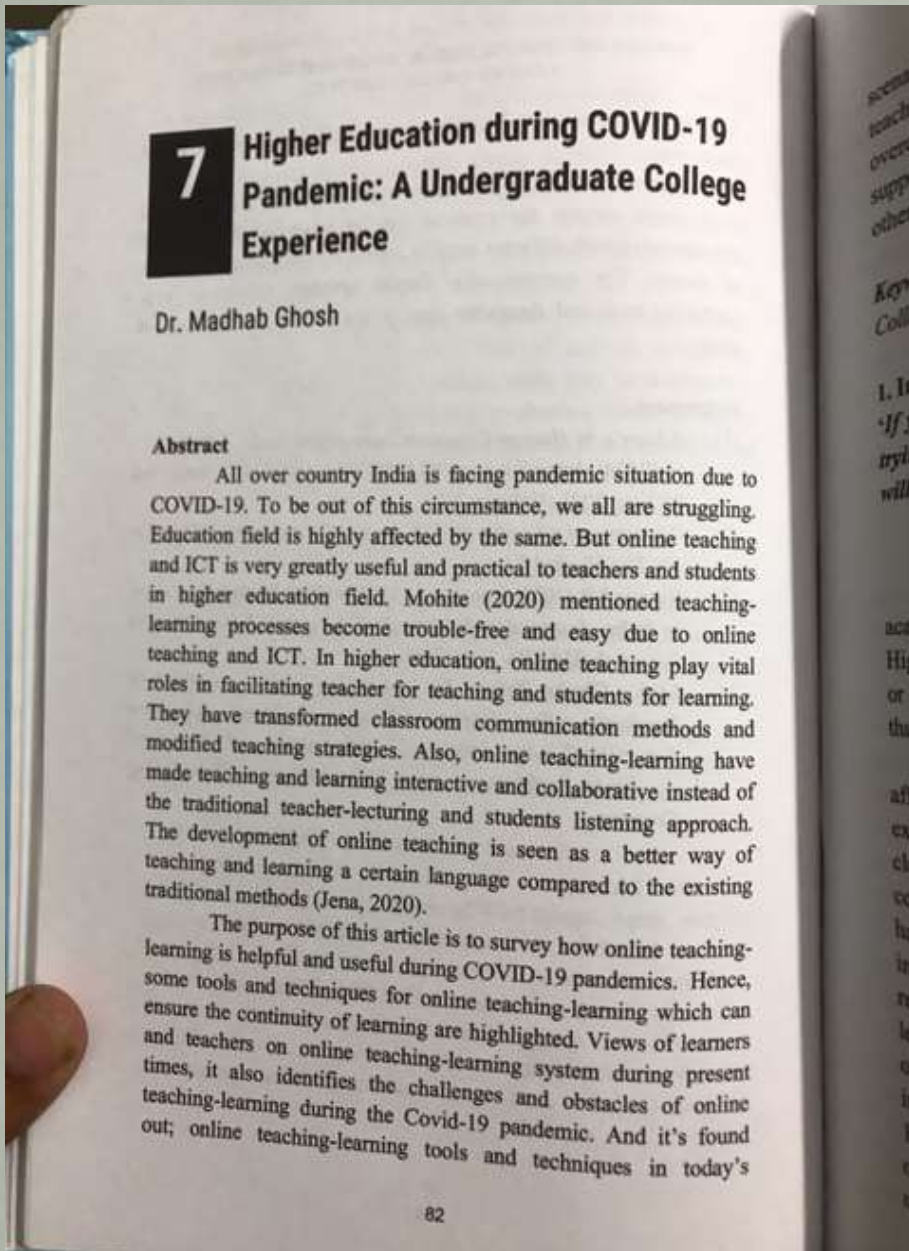 7
Higher Education during COVID-19
Pandemic: A Undergraduate College
Experience
Dr. Madhab Ghosh
Abstract
All over country India is facing pandemic situation due to
COVID-19. To be out of this circumstance, we all are struggling.
Education field is highly affected by the same. But online teaching
and ICT is very greatly useful and practical to teachers and students
in higher education field. Mohite (2020) mentioned teaching-
learning processes become trouble-free and easy due to online
teaching and ICT. In higher education, online teaching play vital
roles in facilitating teacher for teaching and students for learning.
They have transformed classroom communication methods and
modified teaching strategies. Also, online teaching-learning have
made teaching and learning interactive and collaborative instead of
the traditional teacher-lecturing and students listening approach.
The development of online teaching is seen as a better way of
teaching and learning a certain language compared to the existing
traditional methods (Jena, 2020).
The purpose of this article is to survey how online teaching-
learning is helpful and useful during COVID-19 pandemics. Hence,
some tools and techniques for online teaching-learning which can
ensure the continuity of learning are highlighted. Views of learners
and teachers on online teaching-learning system during present
times, it also identifies the challenges and obstacles of online
teaching-learning during the Covid-19 pandemic. And it's found
out; online teaching-learning tools and techniques in today's
82